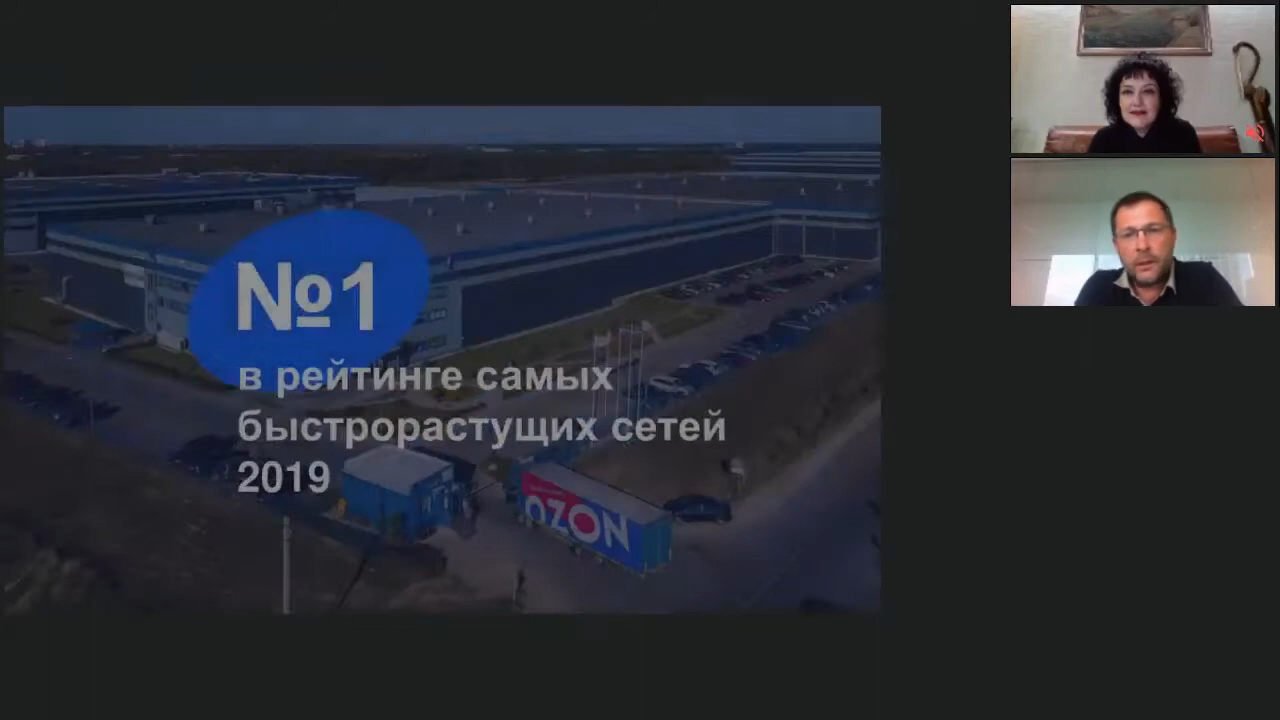 №1
в рейтинге самых
быстрорастущих сетей
2019
OZON